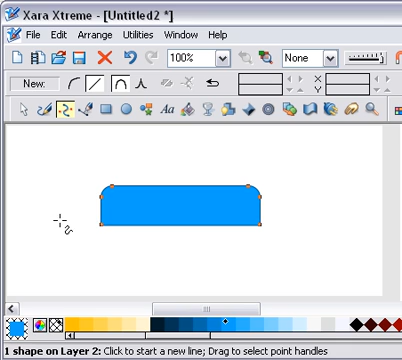 Xara Xtreme - [Untitled2 *]
File Edit Arrange Utilities Window Help
100% None
New: X
Y
Aa
1 shape on Layer 2: Click to start a new line; Drag to select point handles